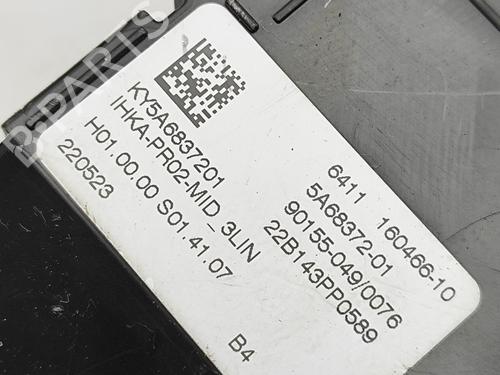 KY5A6837201
IHKA-PR02-MID_3LIN
H01.00.00 S01.41.07
220523
6411 160466-10
5A68372-01
90155-049/0076
22B143PP0589
B4
B-PARTS